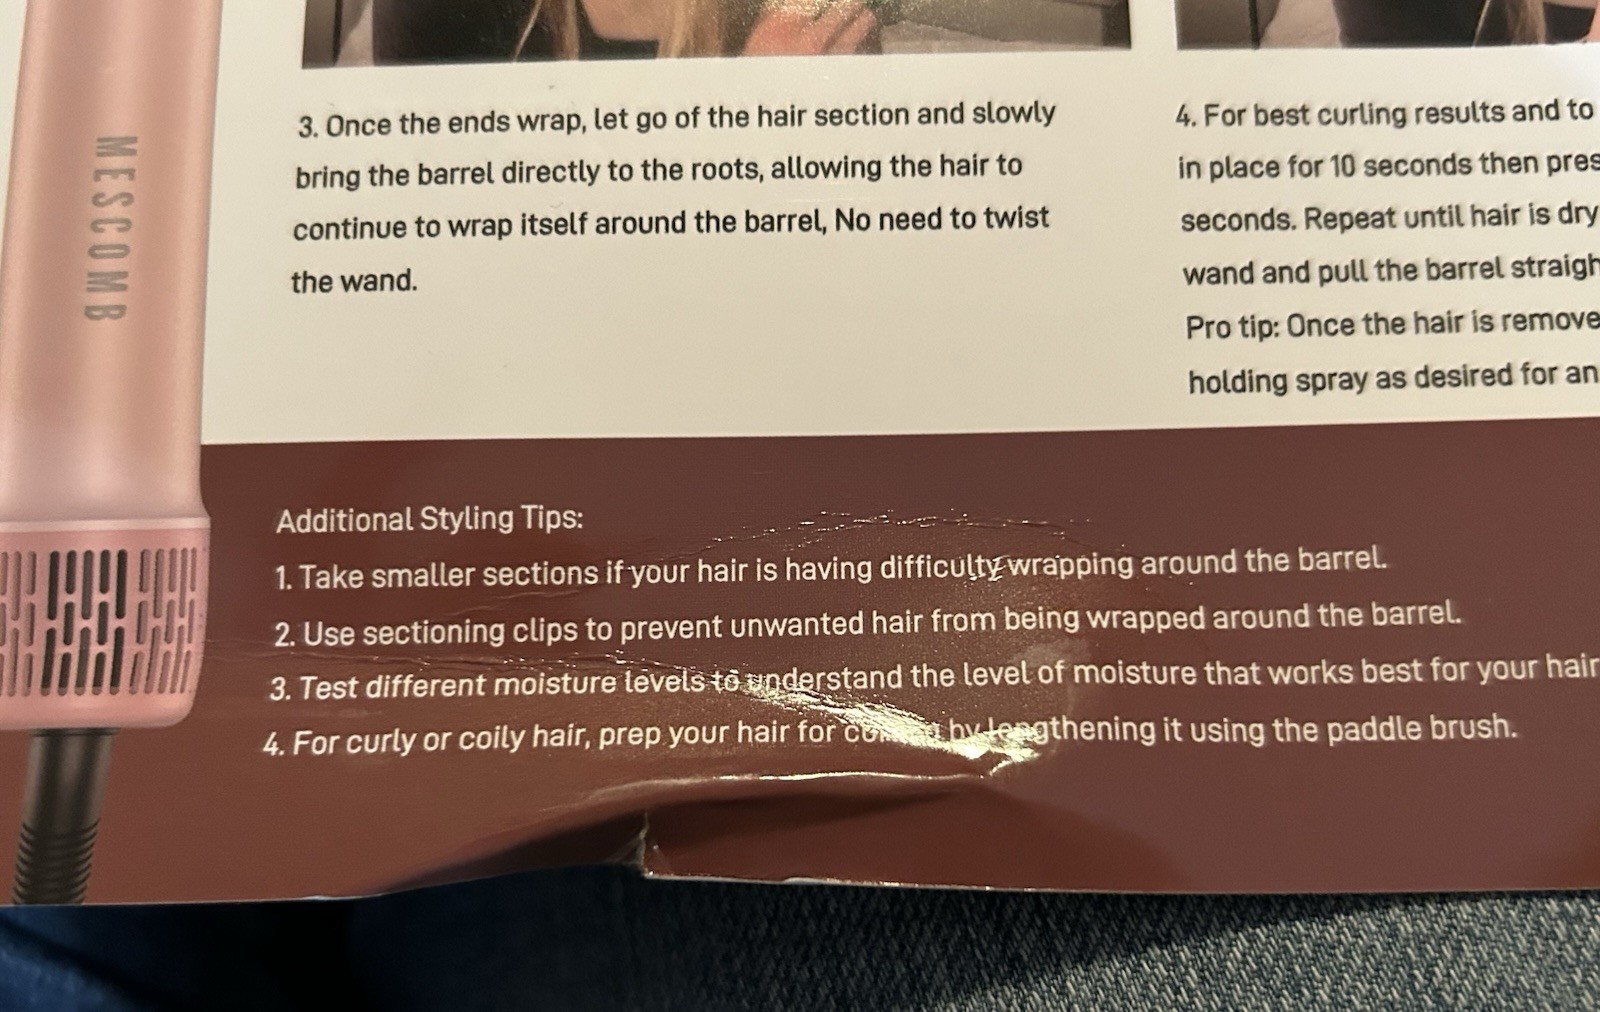 MESCOMB
3. Once the ends wrap, let go of the hair section and slowly
bring the barrel directly to the roots, allowing the hair to
continue to wrap itself around the barrel, No need to twist
the wand.
4. For best curling results and to
in place for 10 seconds then pres
seconds. Repeat until hair is dry
wand and pull the barrel straigh
Pro tip: Once the hair is remove
holding spray as desired for an
Additional Styling Tips:
1. Take smaller sections if your hair is having difficulty wrapping around the barrel.
2. Use sectioning clips to prevent unwanted hair from being wrapped around the barrel.
3. Test different moisture levels to understand the level of moisture that works best for your hair
4. For curly or coily hair, prep your hair for by lengthening it using the paddle brush.